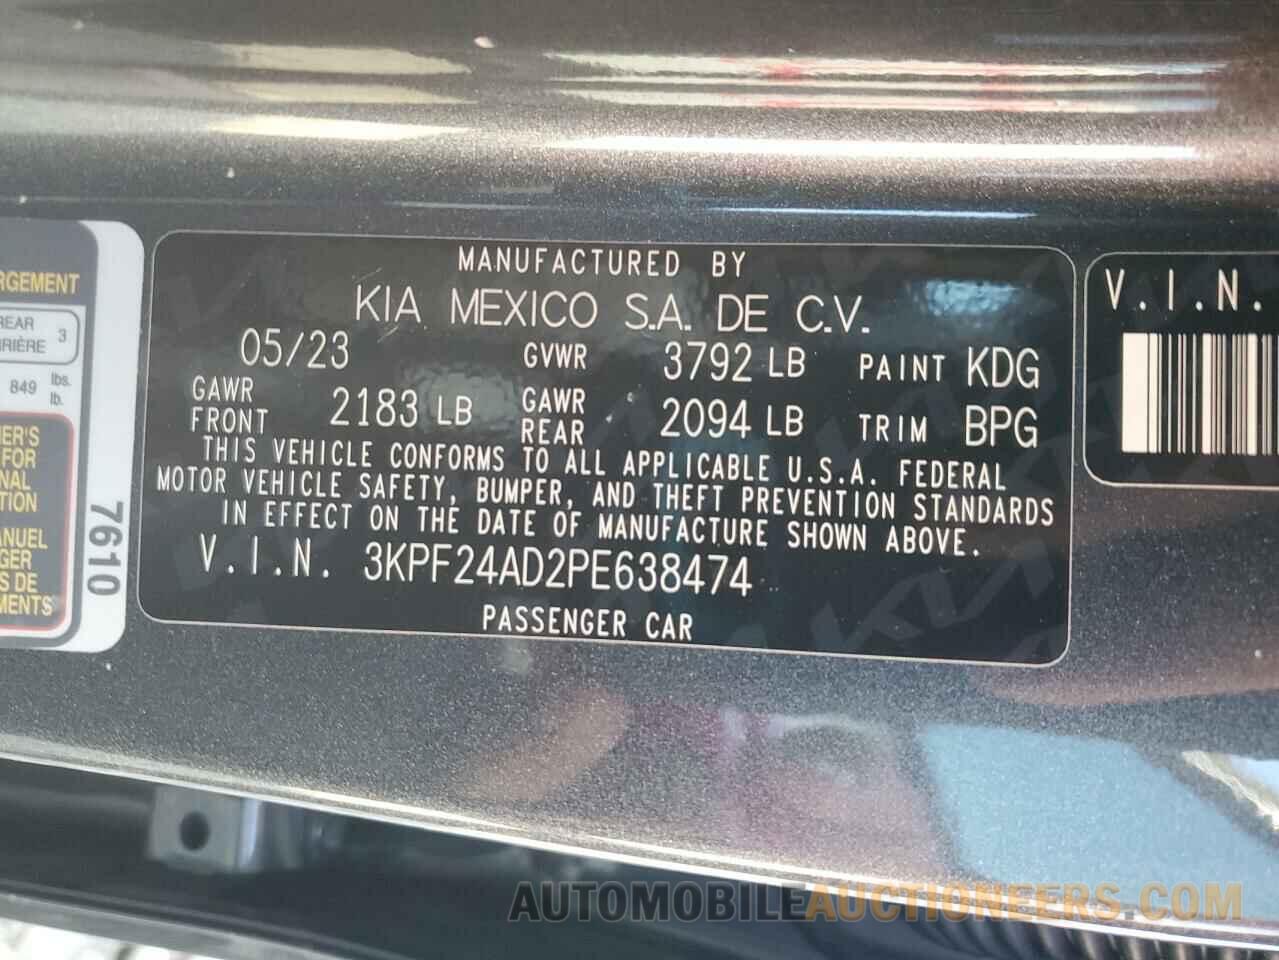 MANUFACTURED BY
KIA MEXICO S.A. DE C.V.
05/23 GVWR 3792 LB PAINT KDG
GAWR FRONT 2183 LB GAWR REAR 2094 LB TRIM BPG
THIS VEHICLE CONFORMS TO ALL APPLICABLE U.S.A. FEDERAL
MOTOR VEHICLE SAFETY, BUMPER, AND THEFT PREVENTION STANDARDS
IN EFFECT ON THE DATE OF MANUFACTURE SHOWN ABOVE.
V.I.N. 3KPF24AD2PE638474
PASSENGER CAR
V.I.N.
REAR 3
849 lbs.
lb.
FOR
DE
7610
AUTOMOBILEAUCTIONEERS.COM